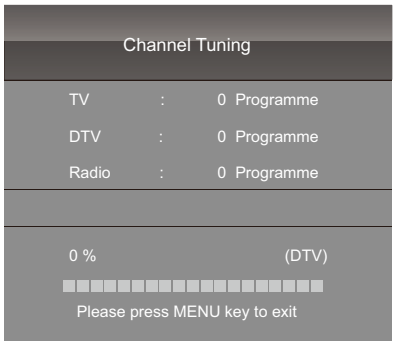 Channel Tuning
TV : 0 Programme
DTV : 0 Programme
Radio : 0 Programme
0 % (DTV)
Please press MENU key to exit